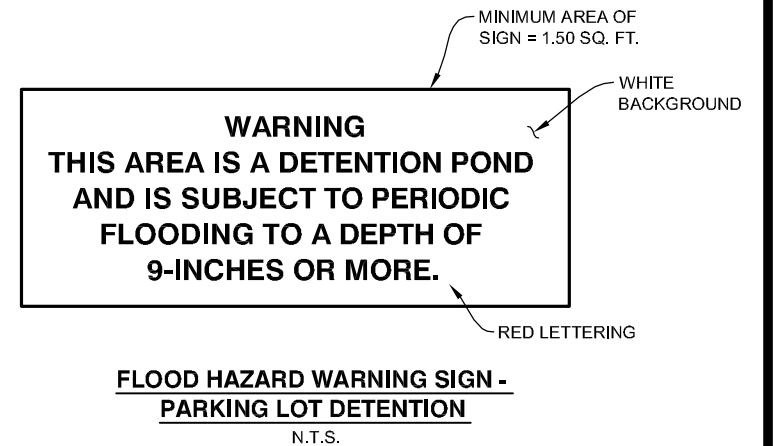 MINIMUM AREA OF
SIGN = 1.50 SQ. FT.
WHITE
BACKGROUND
WARNING
THIS AREA IS A DETENTION POND
AND IS SUBJECT TO PERIODIC
FLOODING TO A DEPTH OF
9-INCHES OR MORE.
RED LETTERING
FLOOD HAZARD WARNING SIGN -
PARKING LOT DETENTION
N.T.S.